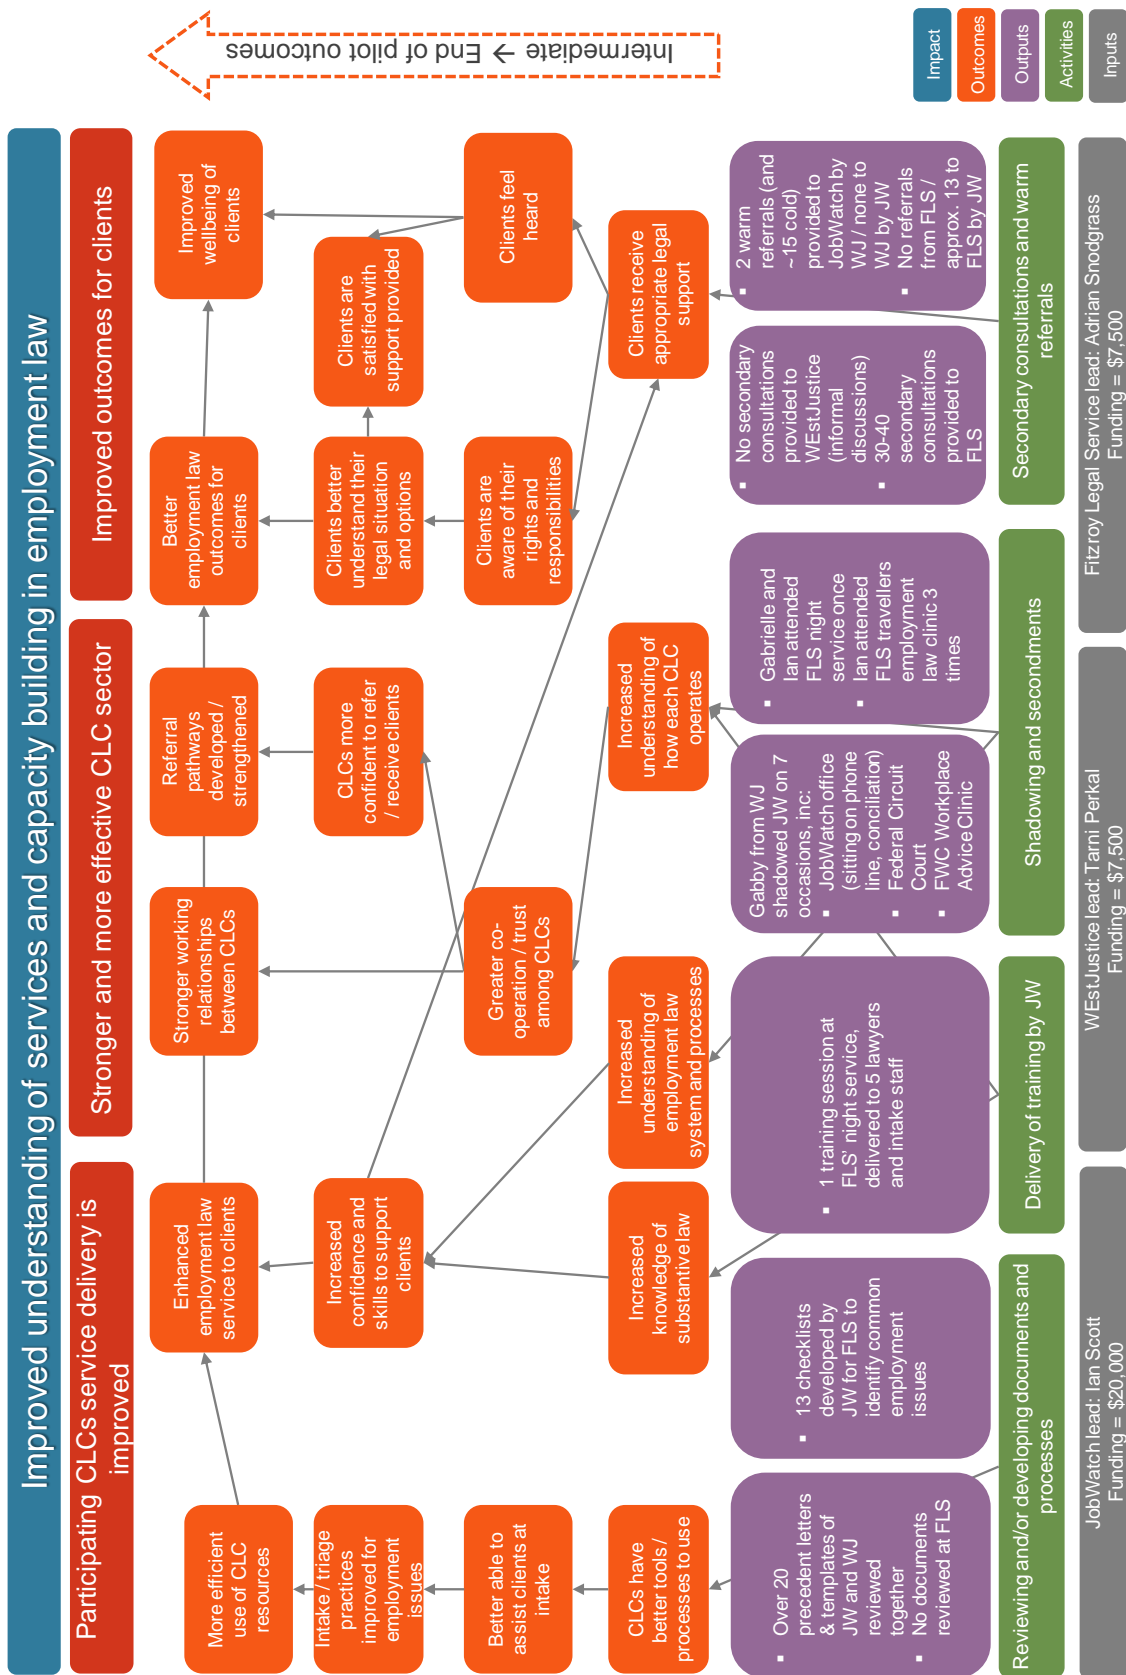 Improved understanding of services and capacity building in employment law
Participating CLCs service delivery is
improved
Stronger and more effective CLC sector
Improved outcomes for clients
Intermediate → End of pilot outcomes
More efficient
use of CLC
resources
Enhanced
employment law
service to clients
Stronger working
relationships
between CLCs
Referral
pathways
developed /
strengthened
Better
employment law
outcomes for
clients
Improved
wellbeing of
clients
Intake / triage
practices
improved for
employment
issues
Increased
confidence and
skills to support
clients
CLCs more
confident to refer
/ receive clients
Clients better
understand their
legal situation
and options
Clients are
satisfied with
support provided
Better able to
assist clients at
intake
Greater co-
operation / trust
among CLCs
Clients are
aware of their
rights and
responsibilities
Clients feel
heard
CLCs have
better tools /
processes to use
Increased
knowledge of
substantive law
Increased
understanding of
employment law
system and processes
Increased
understanding of
how each CLC
operates
Clients receive
appropriate legal
support
▪ Over 20
precedent letters
& templates of
JW and WJ
reviewed
together
▪ No documents
reviewed at FLS
▪ 13 checklists
developed by
JW for FLS to
identify common
employment
issues
▪ 1 training session at
FLS' night service,
delivered to 5 lawyers
and intake staff
Gabby from WJ
shadowed JW on 7
occasions, inc:
▪ JobWatch office
(sitting on phone
line, conciliation)
▪ Federal Circuit
Court
▪ FWC Workplace
Advice Clinic
▪ Gabrielle and
Ian attended
FLS night
service once
▪ Ian attended
FLS travellers
employment
law clinic 3
times
▪ No secondary
consultations
provided to
WEstJustice
(informal
discussions)
▪ 30-40
secondary
consultations
provided to
FLS
▪ 2 warm
referrals (and
~15 cold)
provided to
JobWatch by
WJ / none to
WJ by JW
▪ No referrals
from FLS /
approx. 13 to
FLS by JW
Reviewing and/or developing documents and
processes
Delivery of training by JW
Shadowing and secondments
Secondary consultations and warm
referrals
JobWatch lead: Ian Scott
Funding = $20,000
WEstJustice lead: Tarni Perkal
Funding = $7,500
Fitzroy Legal Service lead: Adrian Snodgrass
Funding = $7,500
Impact
Outcomes
Outputs
Activities
Inputs